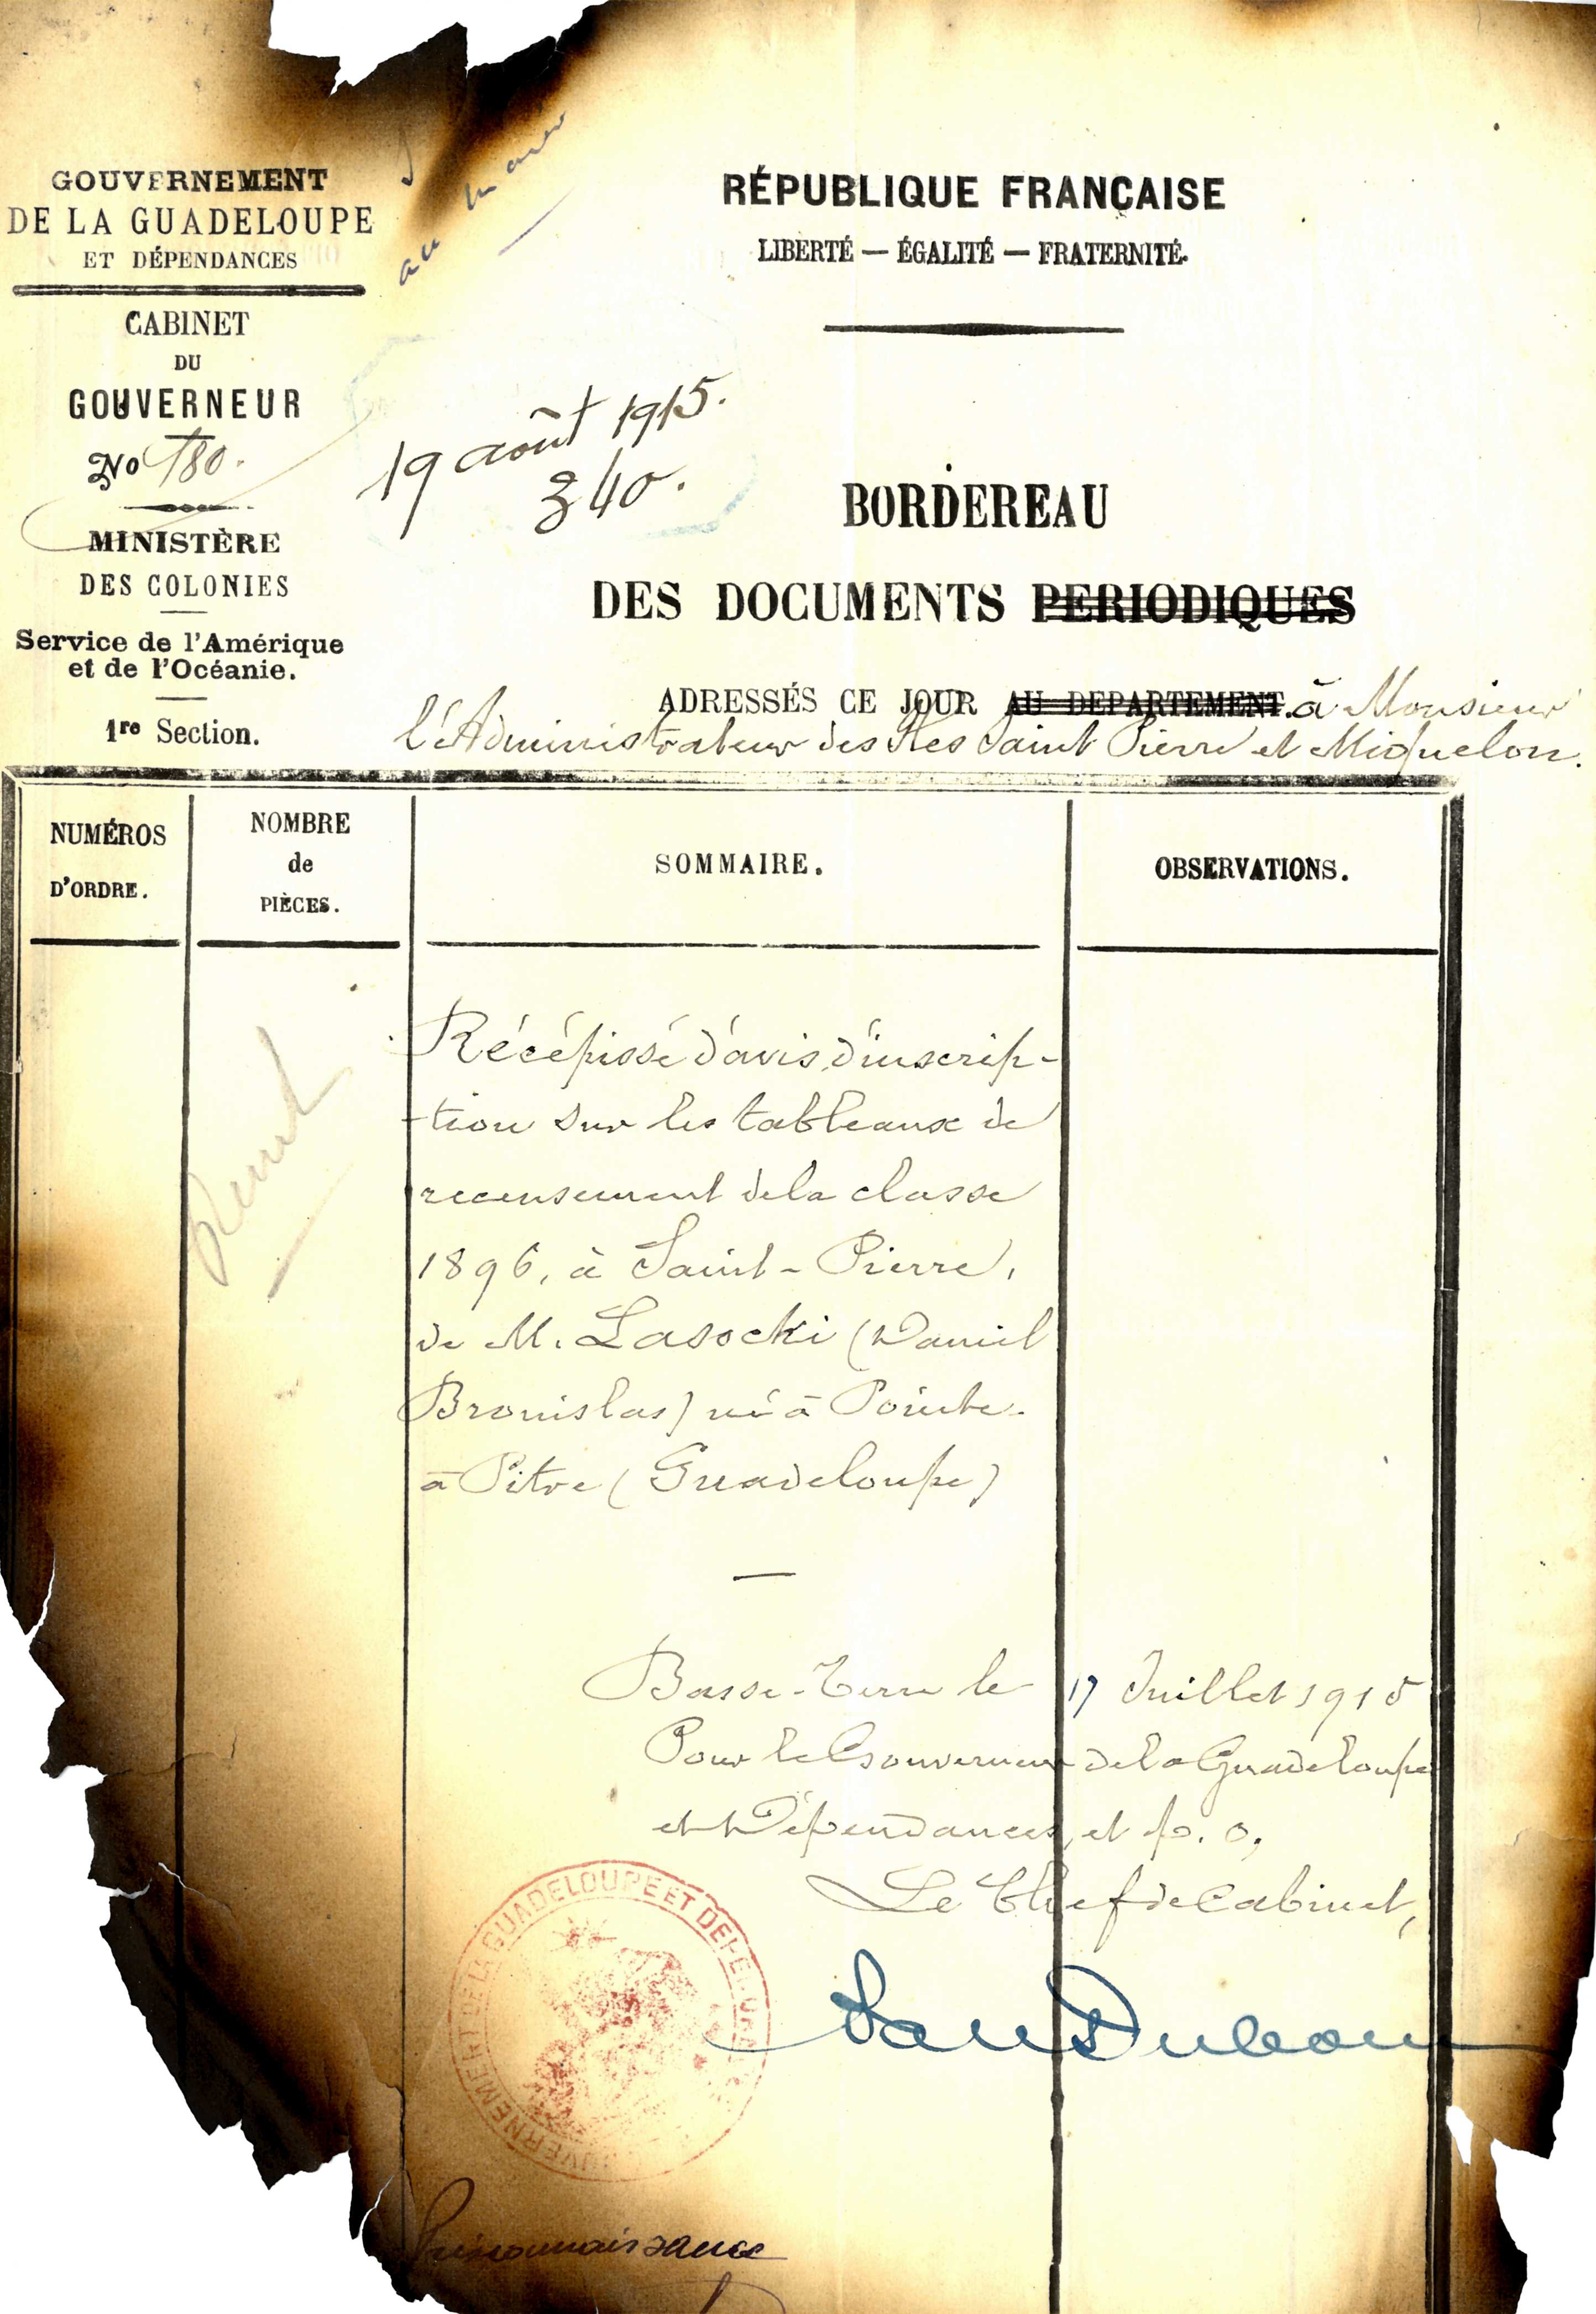 GOUVERNEMENT
DE LA GUADELOUPE
ET DÉPENDANCES
CABINET
DU
GOUVERNEUR
No 180.
MINISTÈRE
DES COLONIES
Service de l'Amérique
et de l'Océanie.
1re Section.
au maire
19 août 1915.
340.
RÉPUBLIQUE FRANÇAISE
LIBERTÉ — ÉGALITÉ — FRATERNITÉ.
BORDEREAU
DES DOCUMENTS PERIODIQUES
ADRESSÉS CE JOUR AU DEPARTEMENT. à Monsieur
l'Administrateur des Iles Saint Pierre et Miquelon.
NUMÉROS
D'ORDRE.
NOMBRE
de
PIÈCES.
SOMMAIRE.
OBSERVATIONS.
Récépissé d'avis d'inscrip-
-tion sur les tableaux de
recensement de la classe
1896, à Saint-Pierre,
de M. Lasocki (Daniel
Bronislas) né à Pointe-
à Pitre (Guadeloupe)
Basse-Terre le 17 Juillet 1915
Pour le Gouverneur de la Guadeloupe
et Dépendances, et p. o,
Le Chef de Cabinet,
GOUVERNEMENT DE LA GUADELOUPE ET DEPENDANCES